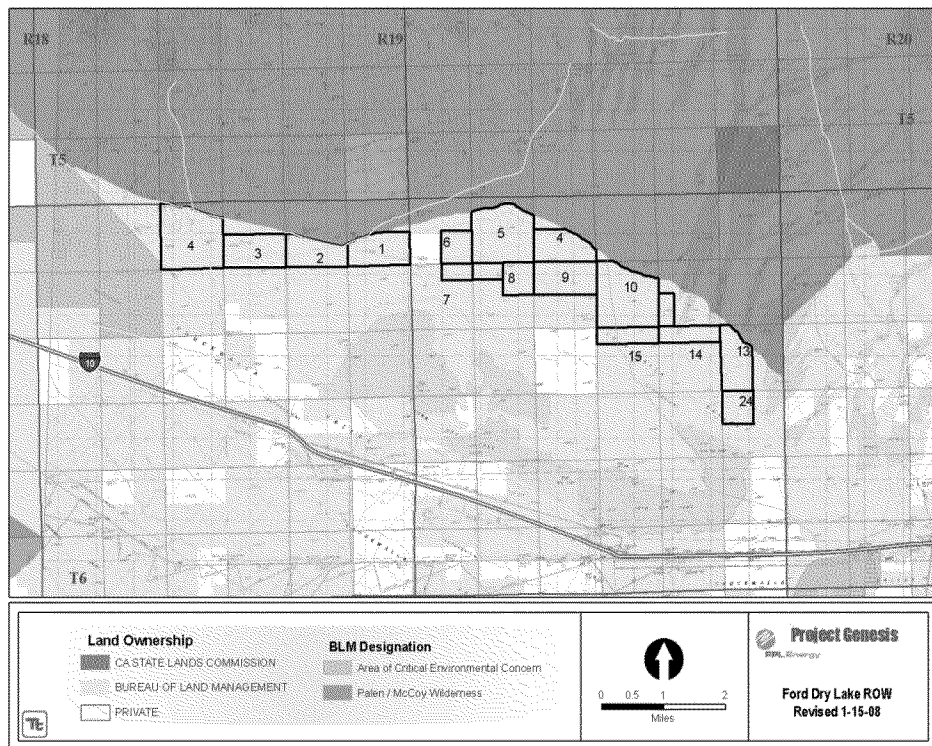 R18 R19 R20
T5 T5
4 3 2 1 6 5 4
7 8 9 10
15 14 13
24
10
T6
Land Ownership
CA STATE LANDS COMMISSION
BUREAU OF LAND MANAGEMENT
PRIVATE
BLM Designation
Area of Critical Environmental Concern
Palen / McCoy Wilderness
Tt
0 0.5 1 2
Miles
Project Genesis
FPL Energy
Ford Dry Lake ROW
Revised 1-15-08